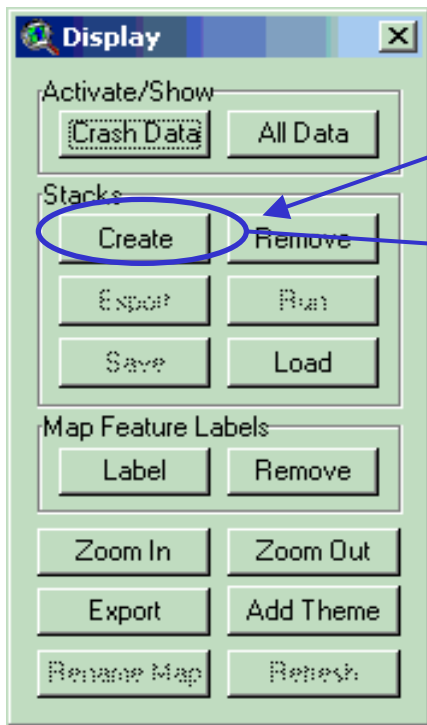 Display
Activate/Show
Crash Data All Data
Stacks
Create Remove
Export Run
Save Load
Map Feature Labels
Label Remove
Zoom In Zoom Out
Export Add Theme
Rename Map Refresh